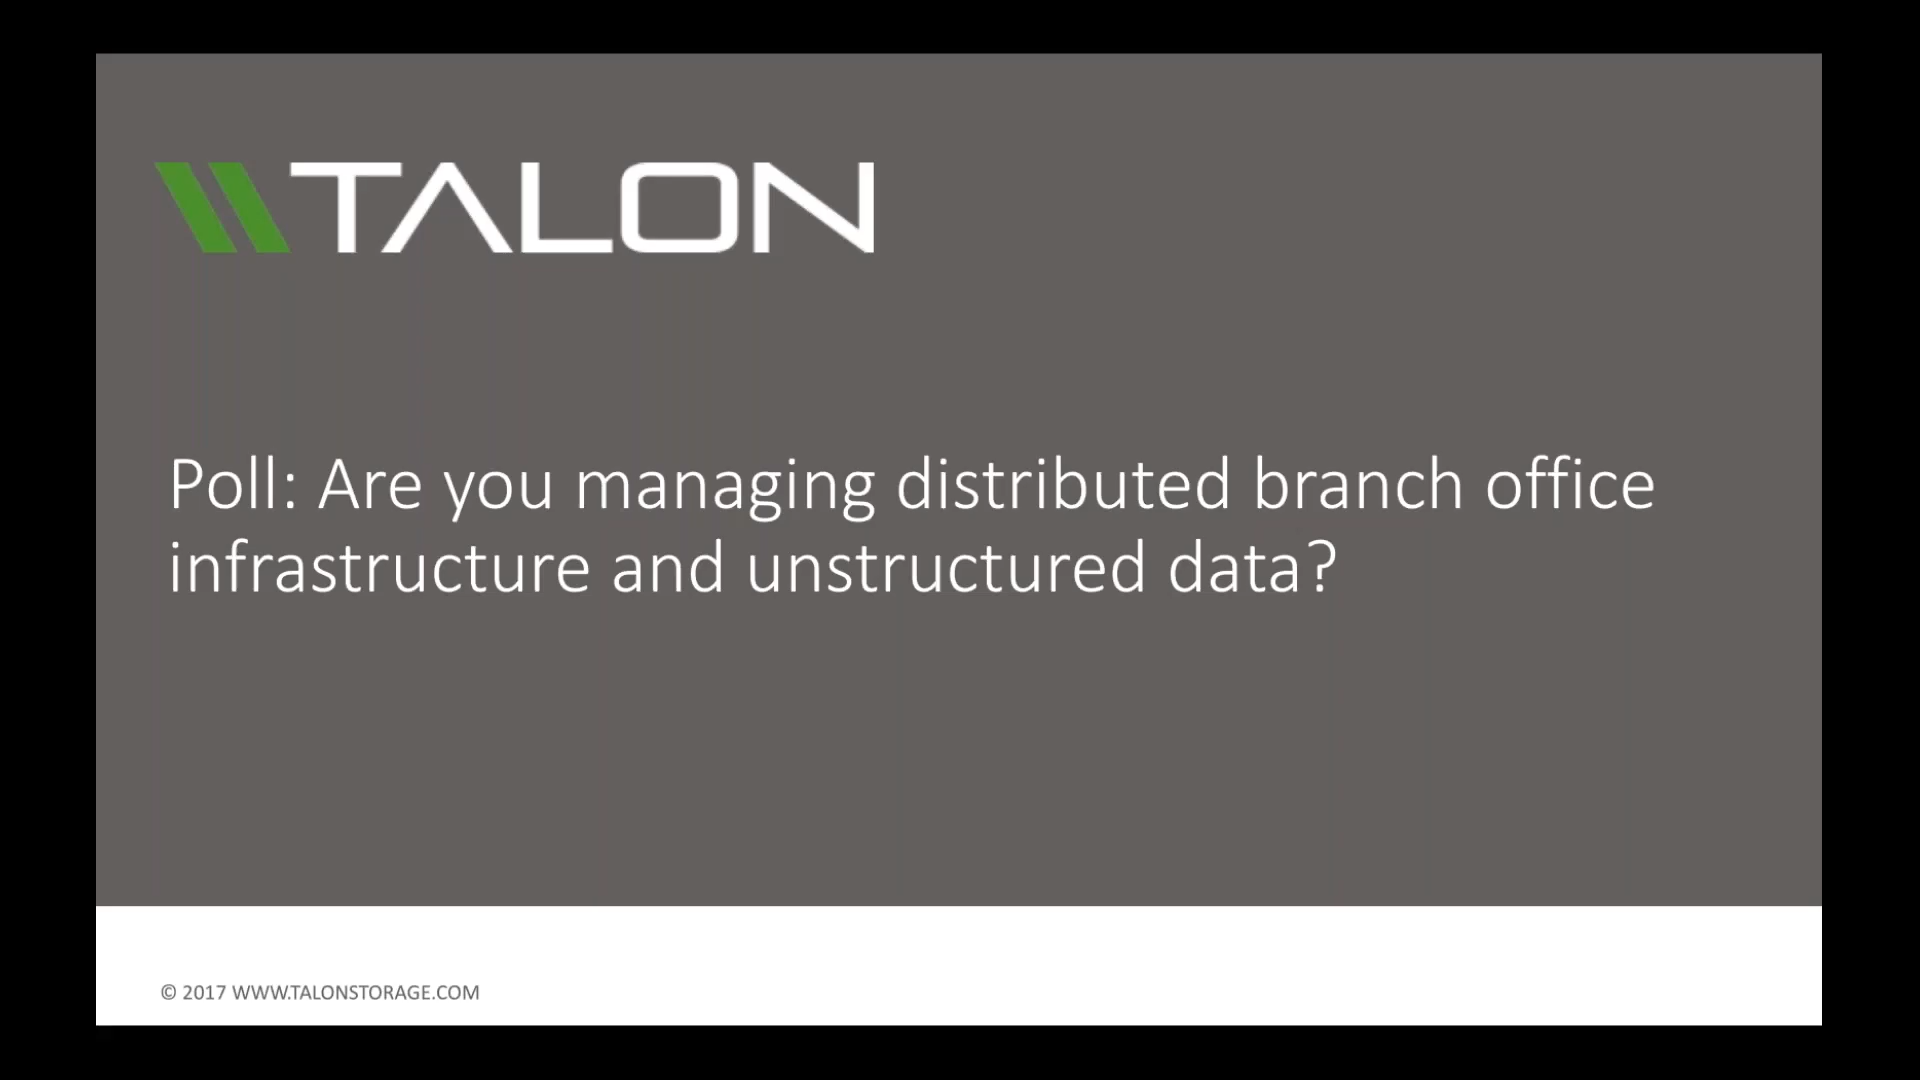 TALON
Poll: Are you managing distributed branch office
infrastructure and unstructured data?
© 2017 WWW.TALONSTORAGE.COM